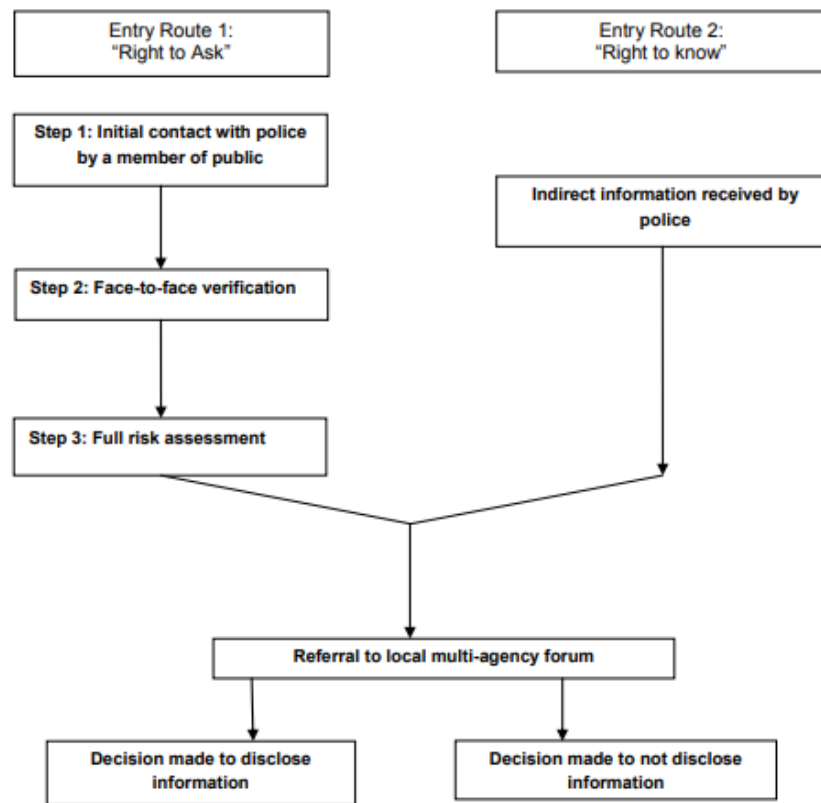 Entry Route 1:
“Right to Ask”
Entry Route 2:
“Right to know”
Step 1: Initial contact with police
by a member of public
Indirect information received by
police
Step 2: Face-to-face verification
Step 3: Full risk assessment
Referral to local multi-agency forum
Decision made to disclose
information
Decision made to not disclose
information